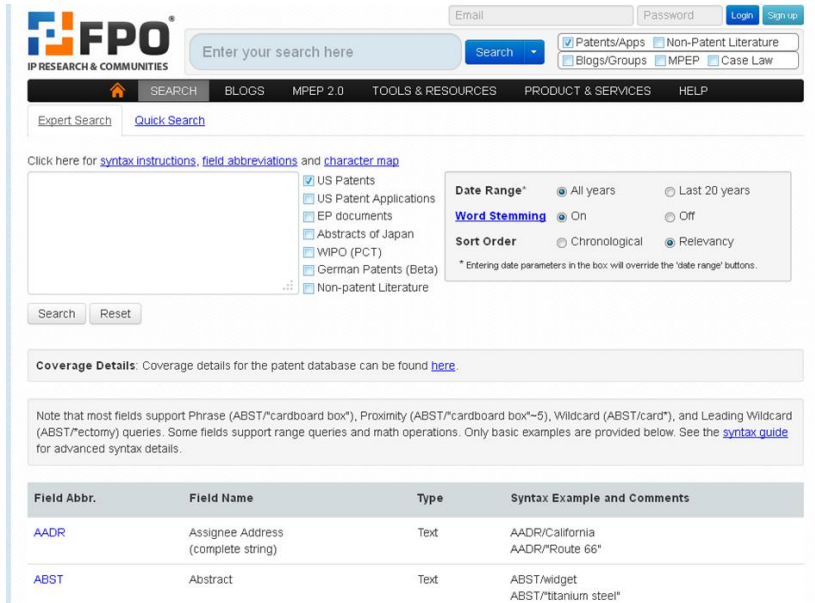 Email Password Login Sign up
FPO®
IP RESEARCH & COMMUNITIES
Enter your search here Search
Patents/Apps Non-Patent Literature
Blogs/Groups MPEP Case Law
SEARCH BLOGS MPEP 2.0 TOOLS & RESOURCES PRODUCT & SERVICES HELP
Expert Search Quick Search
Click here for syntax instructions, field abbreviations and character map
US Patents
US Patent Applications
EP documents
Abstracts of Japan
WIPO (PCT)
German Patents (Beta)
Non-patent Literature
Date Range* All years Last 20 years
Word Stemming On Off
Sort Order Chronological Relevancy
* Entering date parameters in the box will override the 'date range' buttons.
Search Reset
Coverage Details: Coverage details for the patent database can be found here.
Note that most fields support Phrase (ABST/"cardboard box"), Proximity (ABST/"cardboard box"~5), Wildcard (ABST/card*), and Leading Wildcard
(ABST/*ectomy) queries. Some fields support range queries and math operations. Only basic examples are provided below. See the syntax guide
for advanced syntax details.
Field Abbr. Field Name Type Syntax Example and Comments
AADR Assignee Address Text AADR/California
(complete string) AADR/"Route 66"
ABST Abstract Text ABST/widget
ABST/"titanium steel"